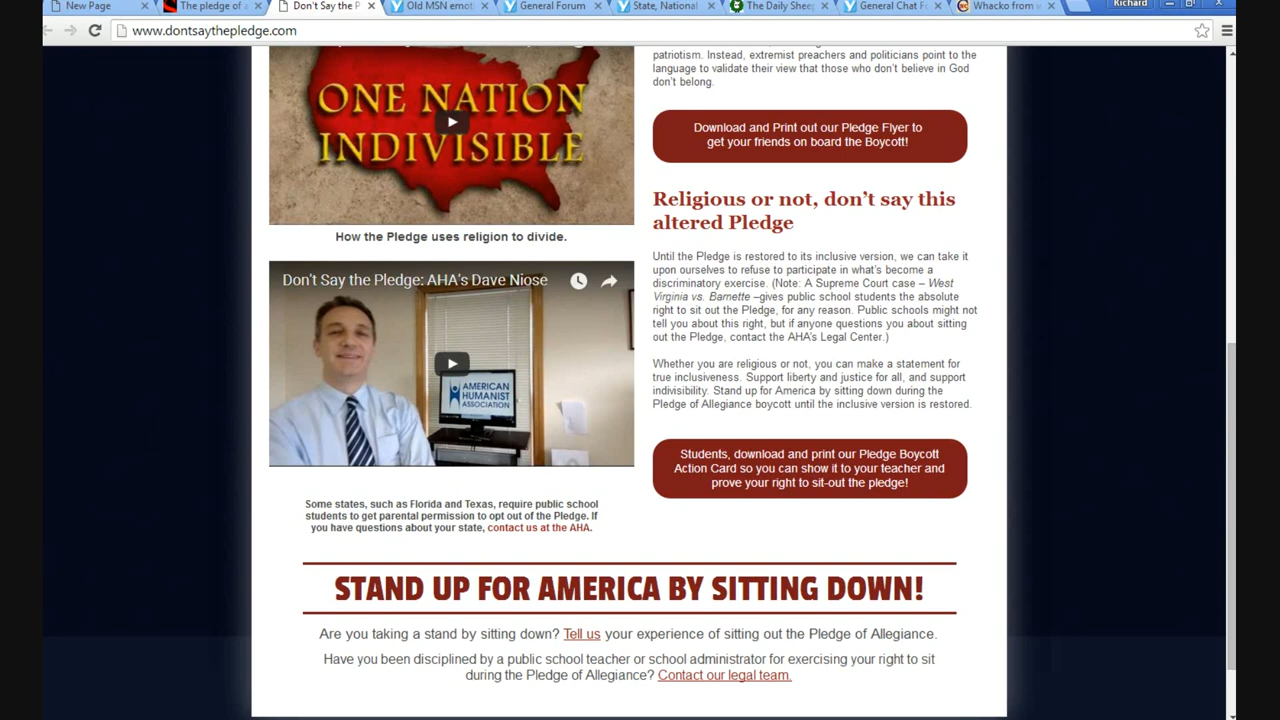 New Page
The pledge of a
Don't Say the P
Old MSN emoti
General Forum
State, National
The Daily Sheep
General Chat Fo
Whacko from w
Richard
www.dontsaythepledge.com
patriotism. Instead, extremist preachers and politicians point to the
language to validate their view that those who don't believe in God
don't belong.
ONE NATION
INDIVISIBLE
Download and Print out our Pledge Flyer to
get your friends on board the Boycott!
Religious or not, don't say this
altered Pledge
How the Pledge uses religion to divide.
Until the Pledge is restored to its inclusive version, we can take it
upon ourselves to refuse to participate in what's become a
discriminatory exercise. (Note: A Supreme Court case – West
Virginia vs. Barnette –gives public school students the absolute
right to sit out the Pledge, for any reason. Public schools might not
tell you about this right, but if anyone questions you about sitting
out the Pledge, contact the AHA's Legal Center.)
Don't Say the Pledge: AHA's Dave Niose
AMERICAN
HUMANIST
ASSOCIATION
Whether you are religious or not, you can make a statement for
true inclusiveness. Support liberty and justice for all, and support
indivisibility. Stand up for America by sitting down during the
Pledge of Allegiance boycott until the inclusive version is restored.
Students, download and print our Pledge Boycott
Action Card so you can show it to your teacher and
prove your right to sit-out the pledge!
Some states, such as Florida and Texas, require public school
students to get parental permission to opt out of the Pledge. If
you have questions about your state, contact us at the AHA.
STAND UP FOR AMERICA BY SITTING DOWN!
Are you taking a stand by sitting down? Tell us your experience of sitting out the Pledge of Allegiance.
Have you been disciplined by a public school teacher or school administrator for exercising your right to sit
during the Pledge of Allegiance? Contact our legal team.